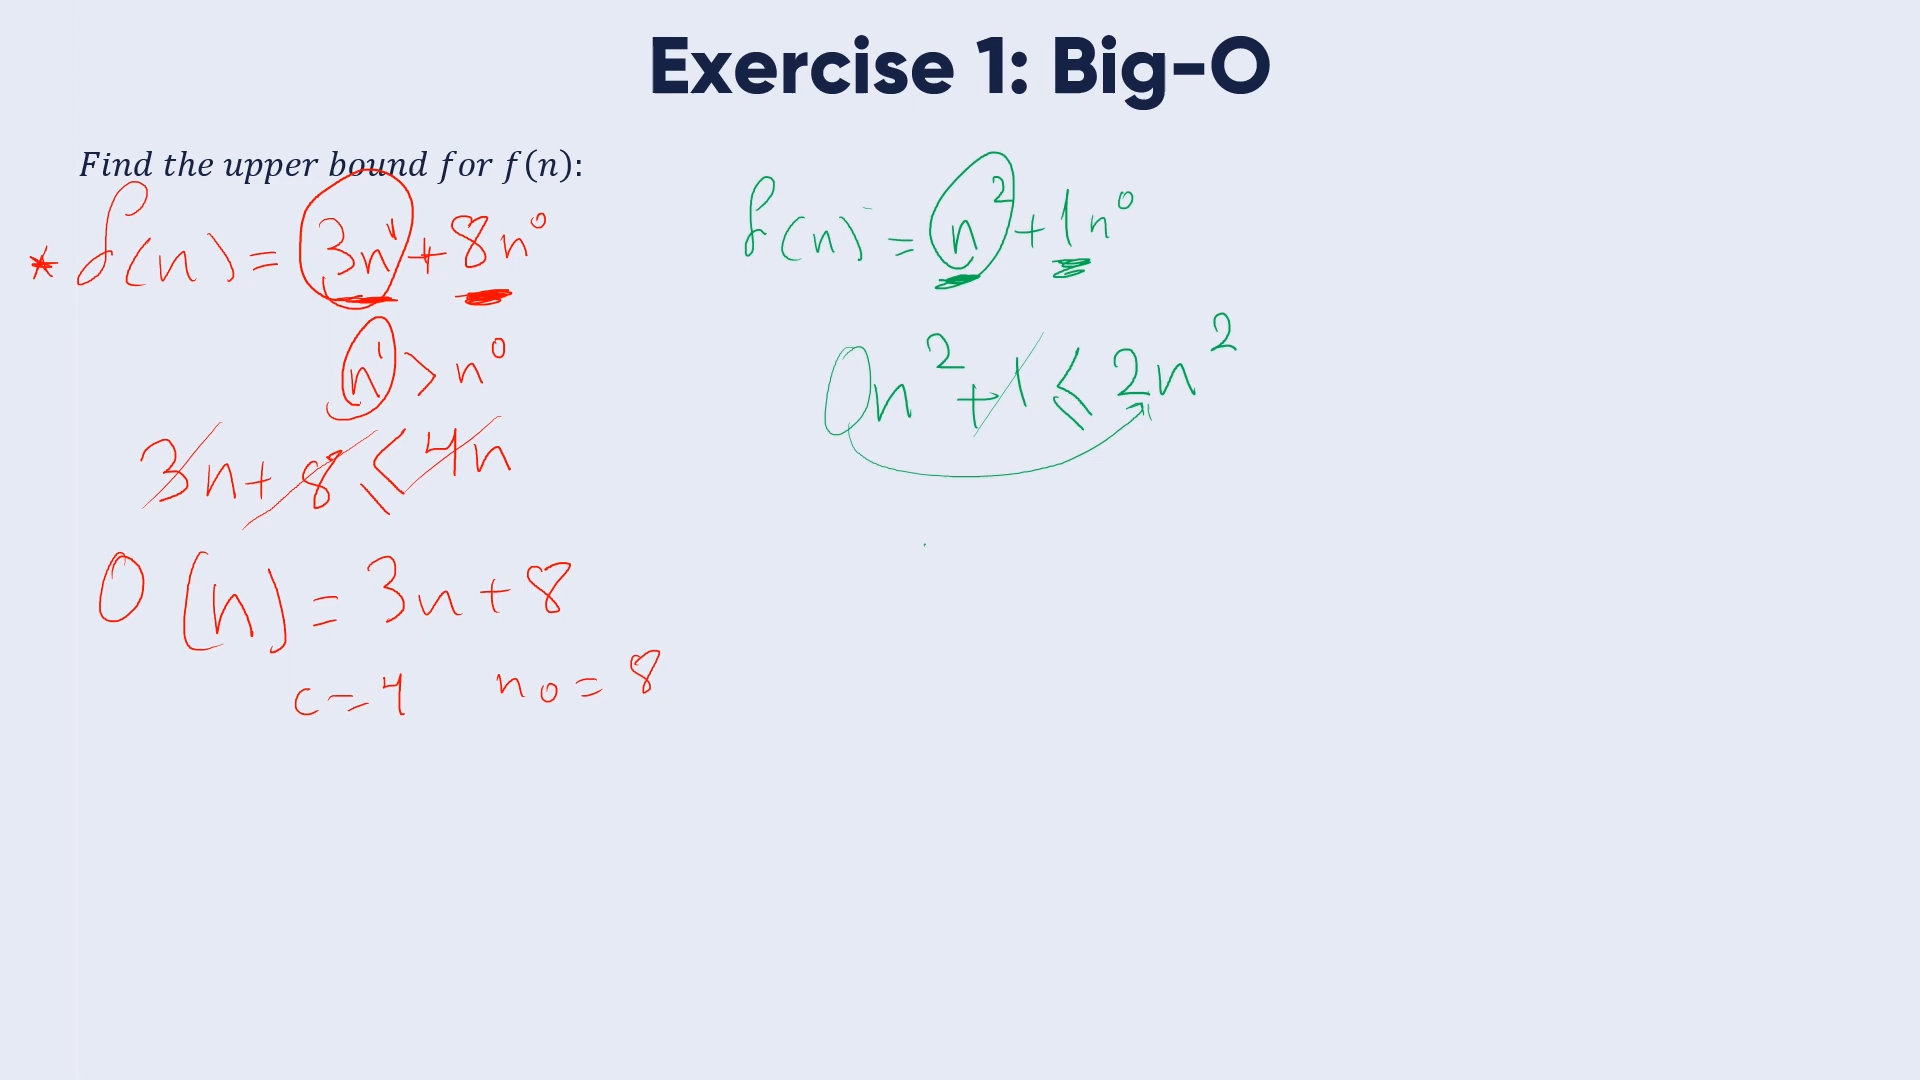 Exercise 1: Big-O
Find the upper bound for f(n):
* f(n) = 3n¹ + 8n⁰
n¹ > n⁰
3n + 8 ≤ 4n
O(n) = 3n + 8
c = 4 n₀ = 8
f(n) = n² + 1n⁰
n² + 1 ≤ 2n²